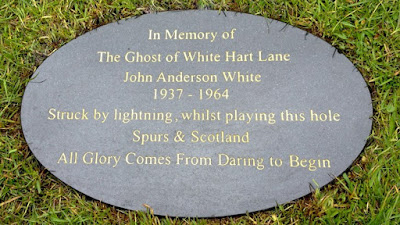 In Memory of
The Ghost of White Hart Lane
John Anderson White
1937 - 1964
Struck by lightning, whilst playing this hole
Spurs & Scotland
All Glory Comes From Daring to Begin